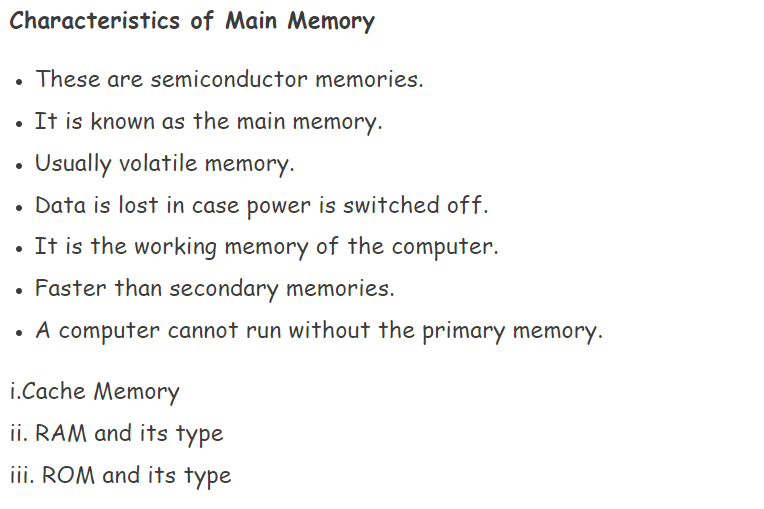 Characteristics of Main Memory
• These are semiconductor memories.
• It is known as the main memory.
• Usually volatile memory.
• Data is lost in case power is switched off.
• It is the working memory of the computer.
• Faster than secondary memories.
• A computer cannot run without the primary memory.
i.Cache Memory
ii. RAM and its type
iii. ROM and its type